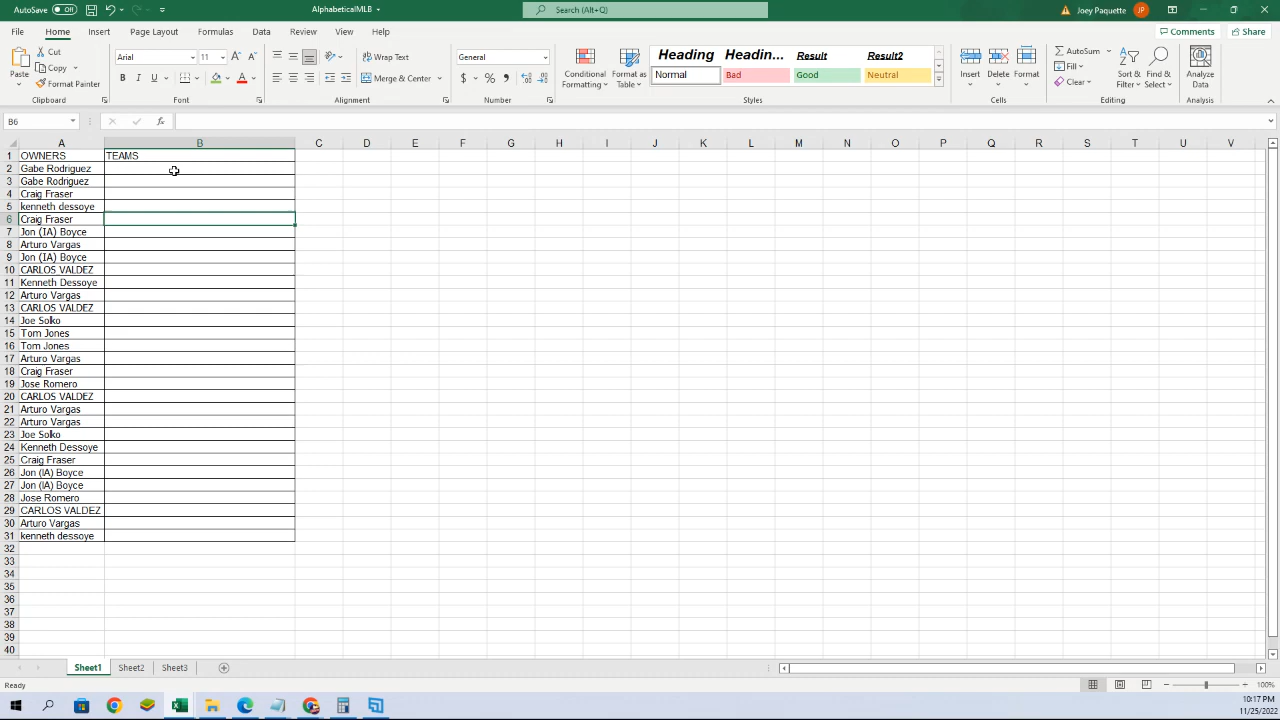 AutoSave Off AlphabeticalMLB Search (Alt+Q) Joey Paquette JP
File Home Insert Page Layout Formulas Data Review View Help Comments Share
Paste Cut Copy Format Painter Clipboard
Arial 11 B I U A A A Font
Wrap Text Merge & Center Alignment
General $ % Number
Conditional Formatting Format as Table
Heading Headin... Result Result2
Normal Bad Good Neutral
Styles
Insert Delete Format Cells
AutoSum Fill Clear Sort & Filter Find & Select Editing
Analyze Data Analysis
B6 fx
A B C D E F G H I J K L M N O P Q R S T U V
1 OWNERS TEAMS
2 Gabe Rodriguez
3 Gabe Rodriguez
4 Craig Fraser
5 kenneth dessoye
6 Craig Fraser
7 Jon (IA) Boyce
8 Arturo Vargas
9 Jon (IA) Boyce
10 CARLOS VALDEZ
11 Kenneth Dessoye
12 Arturo Vargas
13 CARLOS VALDEZ
14 Joe Solko
15 Tom Jones
16 Tom Jones
17 Arturo Vargas
18 Craig Fraser
19 Jose Romero
20 CARLOS VALDEZ
21 Arturo Vargas
22 Arturo Vargas
23 Joe Solko
24 Kenneth Dessoye
25 Craig Fraser
26 Jon (IA) Boyce
27 Jon (IA) Boyce
28 Jose Romero
29 CARLOS VALDEZ
30 Arturo Vargas
31 kenneth dessoye
32
33
34
35
36
37
38
39
40
Sheet1 Sheet2 Sheet3
Ready 100%
10:17 PM
11/25/2022